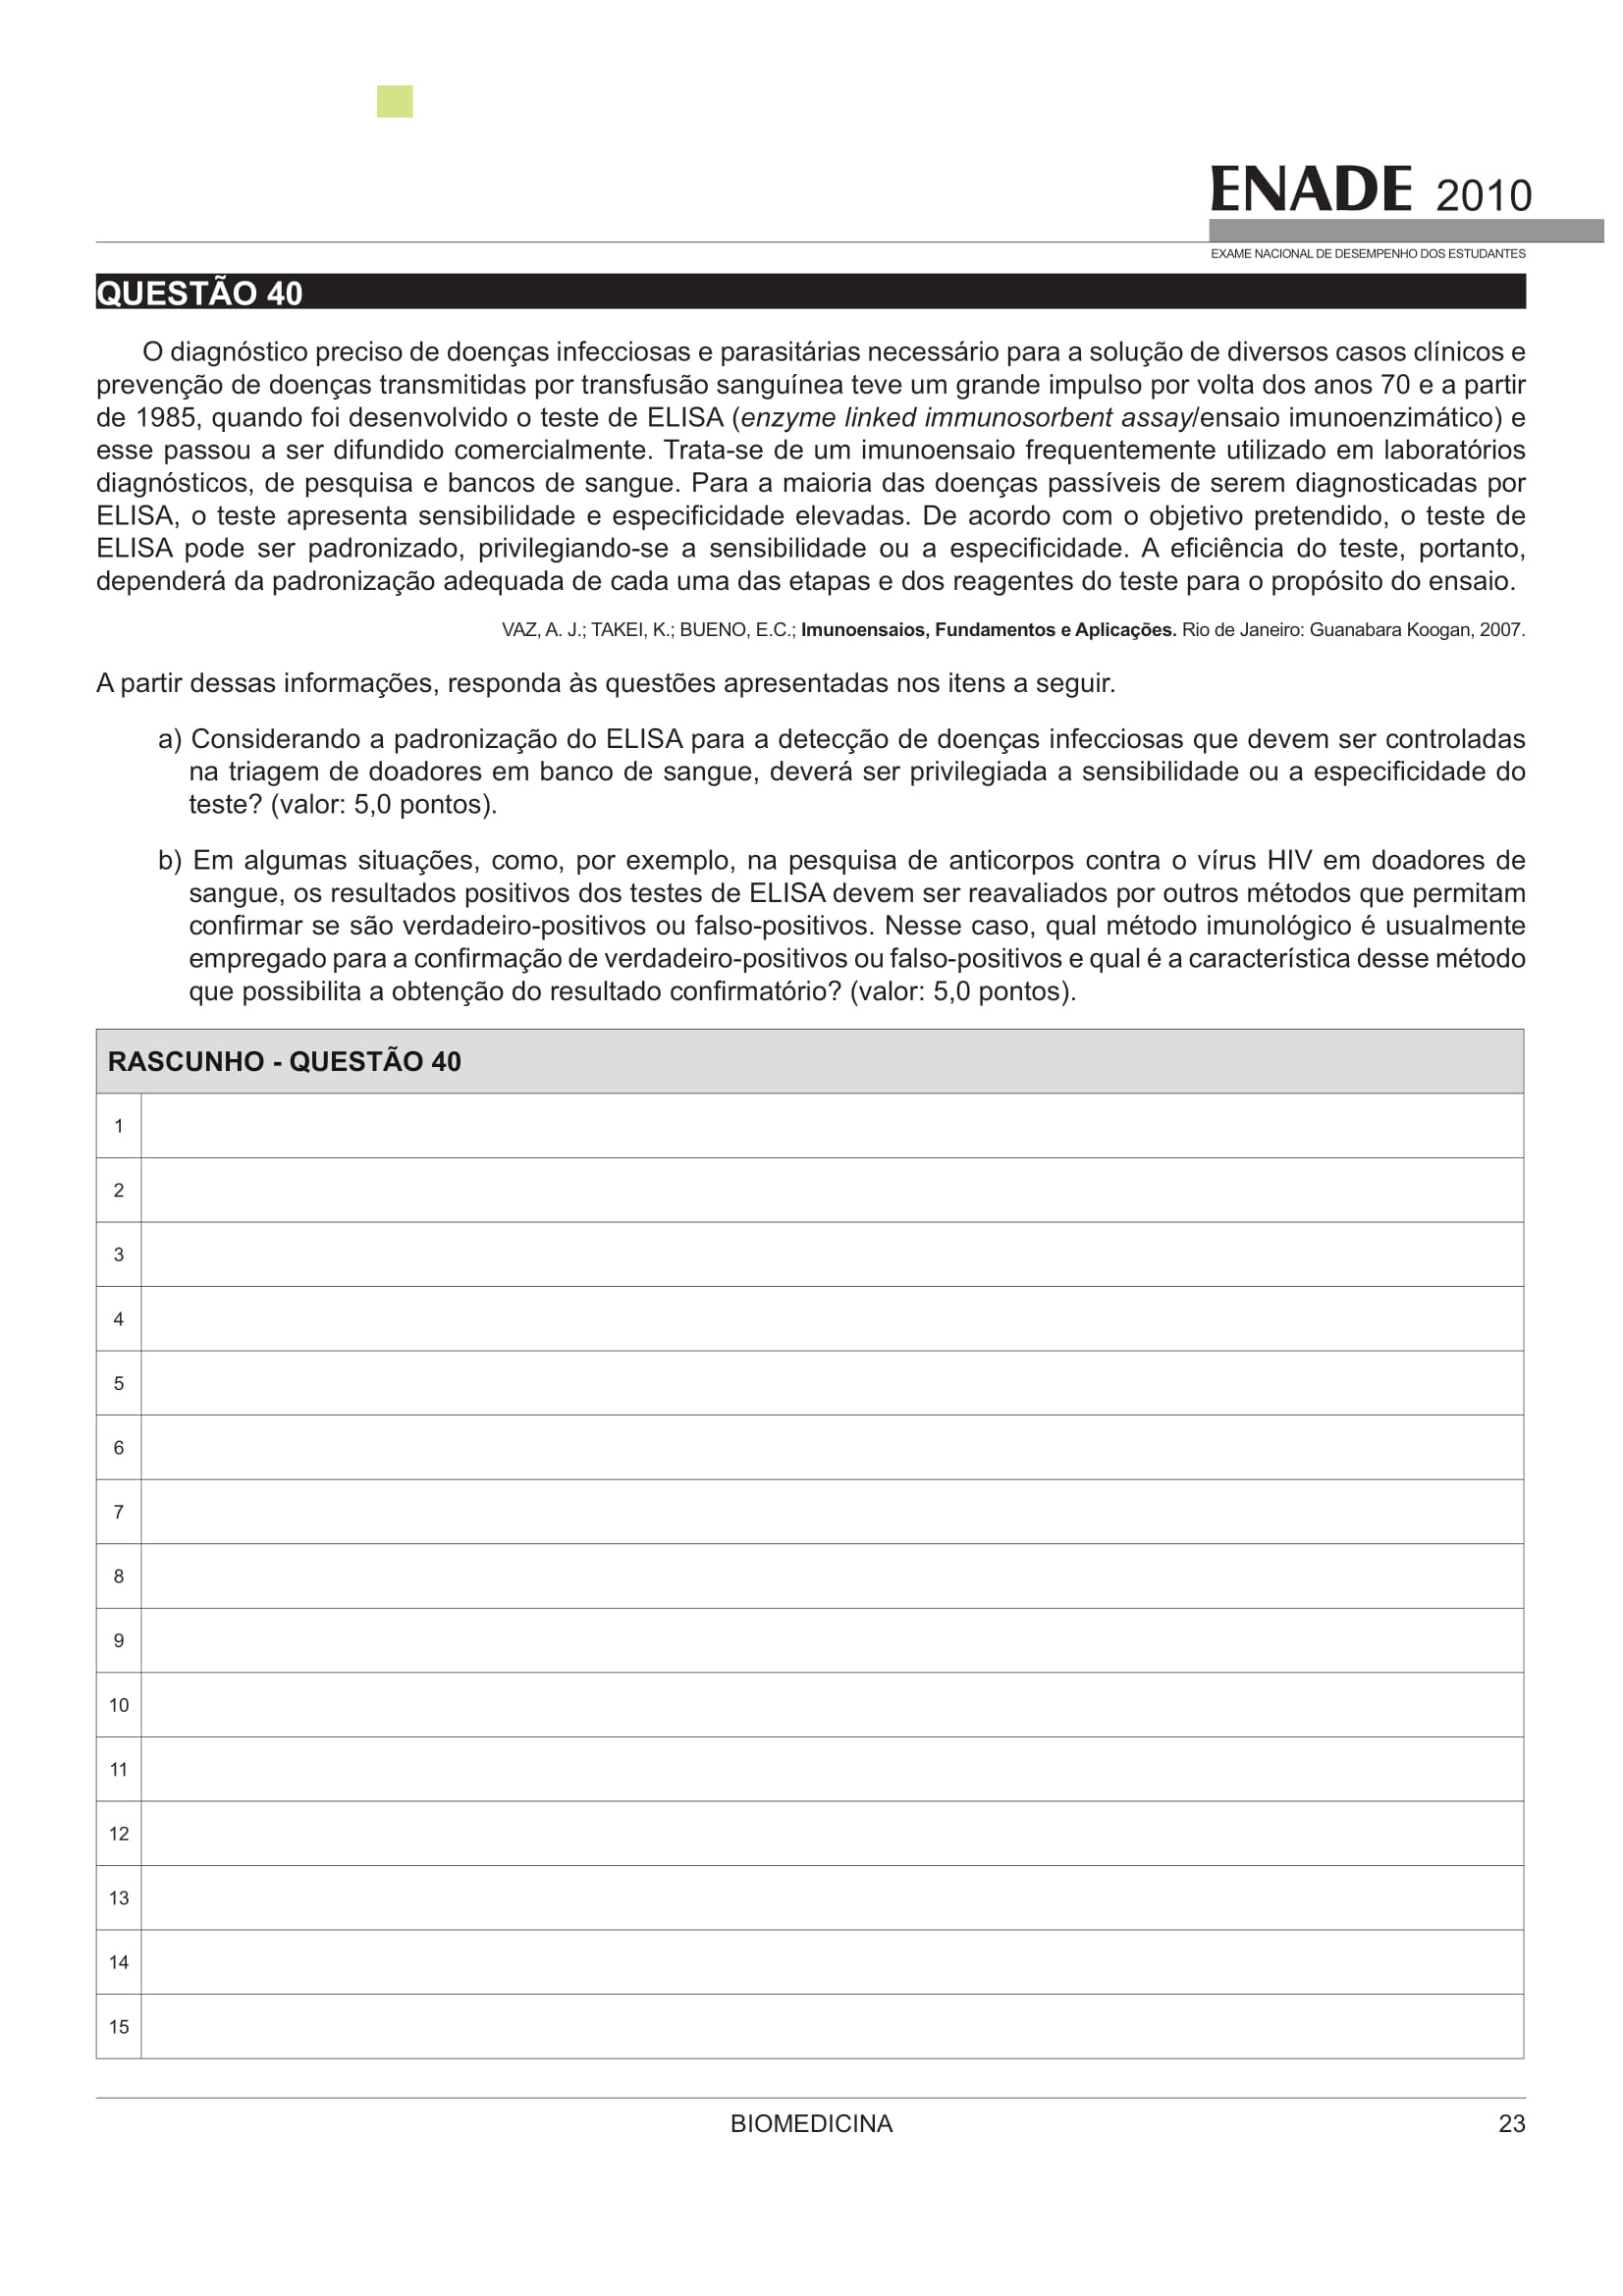 ENADE 2010
EXAME NACIONAL DE DESEMPENHO DOS ESTUDANTES
QUESTÃO 40
O diagnóstico preciso de doenças infecciosas e parasitárias necessário para a solução de diversos casos clínicos e
prevenção de doenças transmitidas por transfusão sanguínea teve um grande impulso por volta dos anos 70 e a partir
de 1985, quando foi desenvolvido o teste de ELISA (enzyme linked immunosorbent assay/ensaio imunoenzimático) e
esse passou a ser difundido comercialmente. Trata-se de um imunoensaio frequentemente utilizado em laboratórios
diagnósticos, de pesquisa e bancos de sangue. Para a maioria das doenças passíveis de serem diagnosticadas por
ELISA, o teste apresenta sensibilidade e especificidade elevadas. De acordo com o objetivo pretendido, o teste de
ELISA pode ser padronizado, privilegiando-se a sensibilidade ou a especificidade. A eficiência do teste, portanto,
dependerá da padronização adequada de cada uma das etapas e dos reagentes do teste para o propósito do ensaio.
VAZ, A. J.; TAKEI, K.; BUENO, E.C.; Imunoensaios, Fundamentos e Aplicações. Rio de Janeiro: Guanabara Koogan, 2007.
A partir dessas informações, responda às questões apresentadas nos itens a seguir.
a) Considerando a padronização do ELISA para a detecção de doenças infecciosas que devem ser controladas
na triagem de doadores em banco de sangue, deverá ser privilegiada a sensibilidade ou a especificidade do
teste? (valor: 5,0 pontos).
b) Em algumas situações, como, por exemplo, na pesquisa de anticorpos contra o vírus HIV em doadores de
sangue, os resultados positivos dos testes de ELISA devem ser reavaliados por outros métodos que permitam
confirmar se são verdadeiro-positivos ou falso-positivos. Nesse caso, qual método imunológico é usualmente
empregado para a confirmação de verdadeiro-positivos ou falso-positivos e qual é a característica desse método
que possibilita a obtenção do resultado confirmatório? (valor: 5,0 pontos).
RASCUNHO - QUESTÃO 40
1
2
3
4
5
6
7
8
9
10
11
12
13
14
15
BIOMEDICINA
23